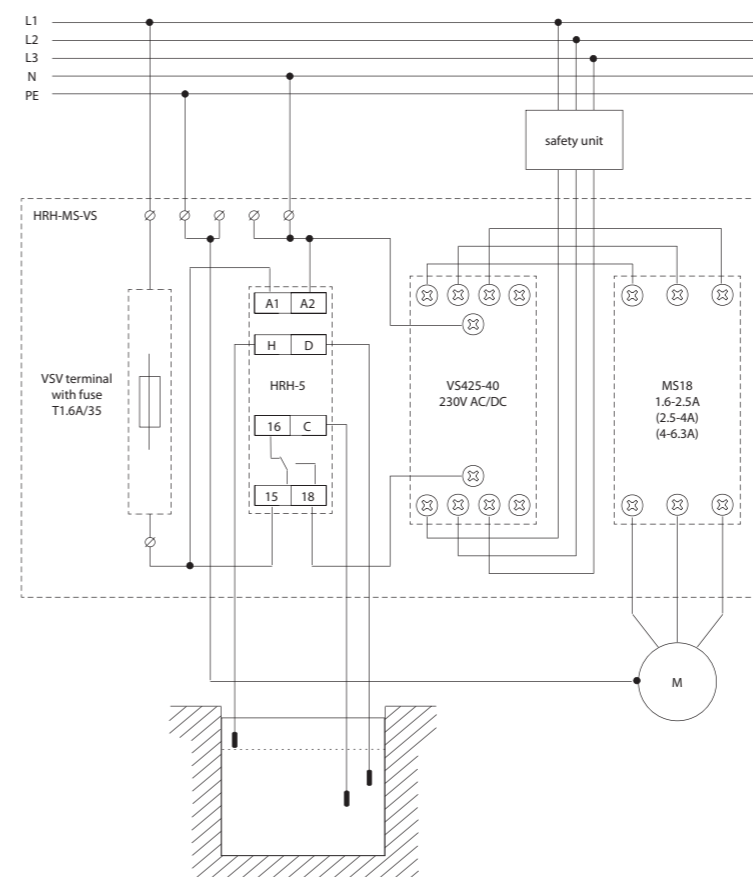 L1
L2
L3
N
PE
safety unit
HRH-MS-VS
A1 A2
H D
HRH-5
16 C
15 18
VSV terminal
with fuse
T1.6A/35
VS425-40
230V AC/DC
MS18
1.6-2.5A
(2.5-4A)
(4-6.3A)
M